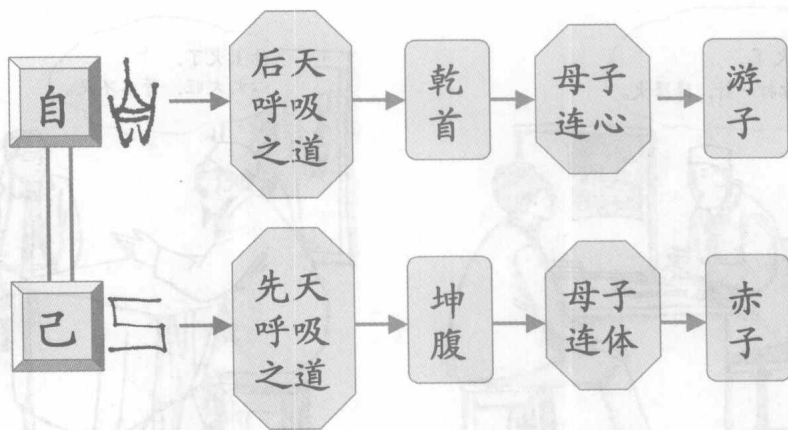 自
后天
呼吸
之道
乾
首
母子
连心
游
子
己
先天
呼吸
之道
坤
腹
母子
连体
赤
子